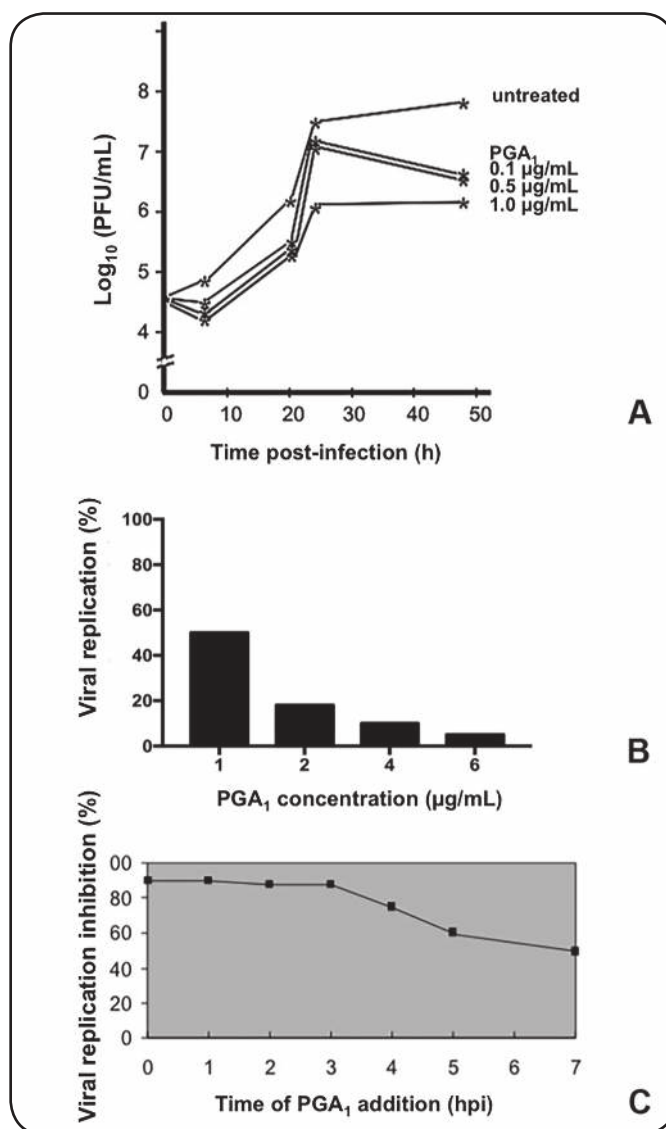 8
7
6
5
4
0
Log10 (PFU/mL)
untreated
PGA1
0.1 µg/mL
0.5 µg/mL
1.0 µg/mL
0 10 20 30 40 50
Time post-infection (h)
A
Viral replication (%)
100
80
60
40
20
0
1 2 4 6
PGA1 concentration (µg/mL)
B
Viral replication inhibition (%)
00
80
60
40
20
0
0 1 2 3 4 5 6 7
Time of PGA1 addition (hpi)
C